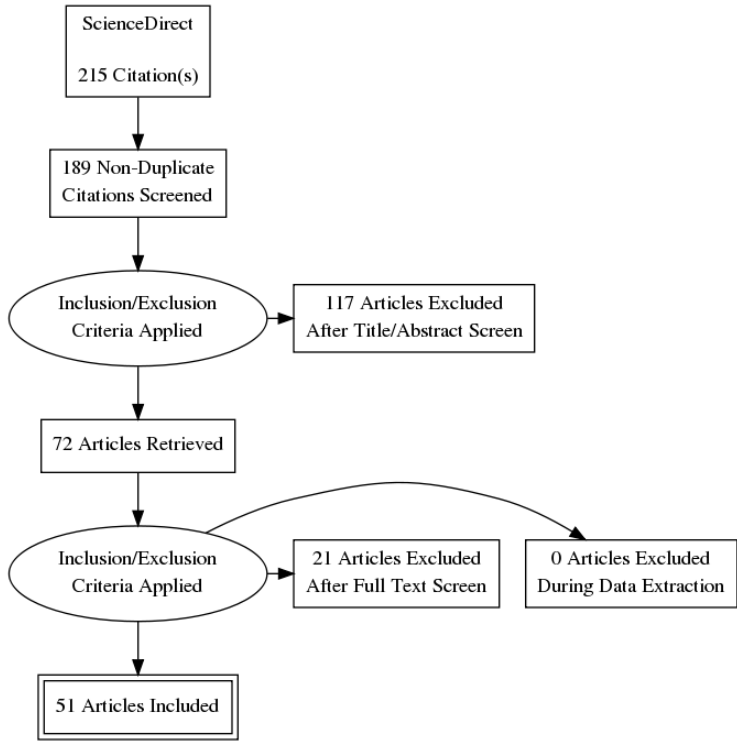 ScienceDirect
215 Citation(s)
189 Non-Duplicate
Citations Screened
Inclusion/Exclusion
Criteria Applied
117 Articles Excluded
After Title/Abstract Screen
72 Articles Retrieved
Inclusion/Exclusion
Criteria Applied
21 Articles Excluded
After Full Text Screen
0 Articles Excluded
During Data Extraction
51 Articles Included